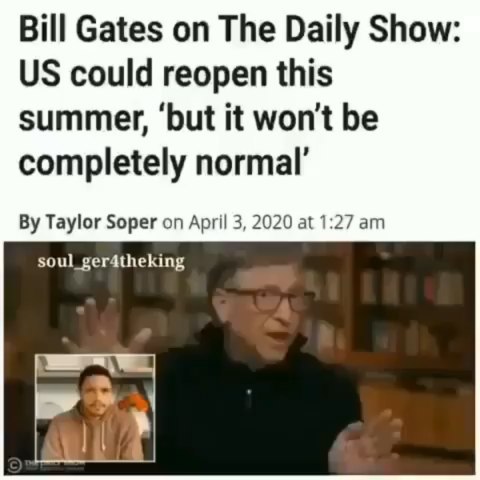 Bill Gates on The Daily Show:
US could reopen this
summer, ‘but it won’t be
completely normal’
By Taylor Soper on April 3, 2020 at 1:27 am
soul_ger4theking